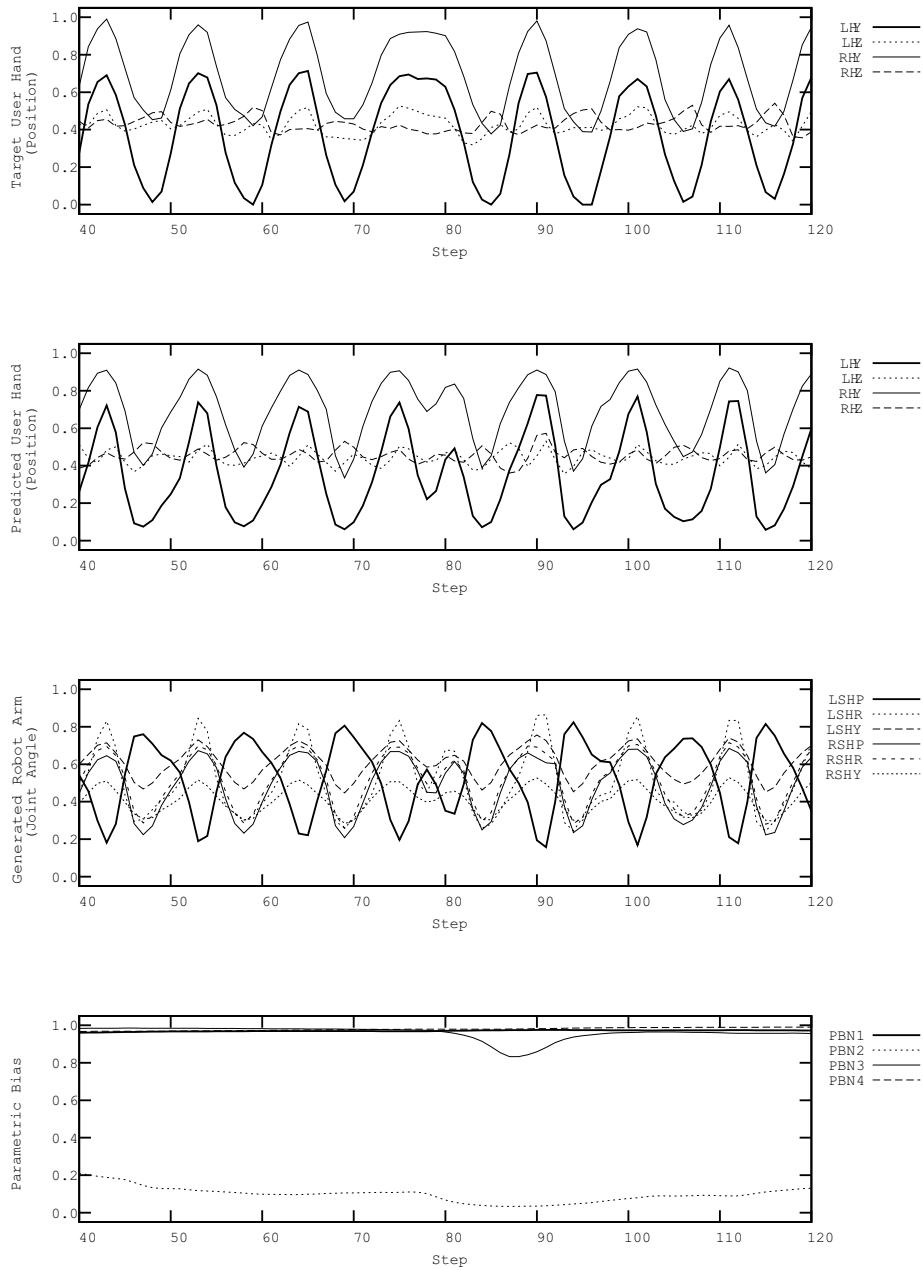 Target User Hand
(Position)
1.0
0.8
0.6
0.4
0.2
0.0
40 50 60 70 80 90 100 110 120
Step
LHY
LHZ
RHY
RHZ
Predicted User Hand
(Position)
1.0
0.8
0.6
0.4
0.2
0.0
40 50 60 70 80 90 100 110 120
Step
LHY
LHZ
RHY
RHZ
Generated Robot Arm
(Joint Angle)
1.0
0.8
0.6
0.4
0.2
0.0
40 50 60 70 80 90 100 110 120
Step
LSHP
LSHR
LSHY
RSHP
RSHR
RSHY
Parametric Bias
1.0
0.8
0.6
0.4
0.2
0.0
40 50 60 70 80 90 100 110 120
Step
PBN1
PBN2
PBN3
PBN4